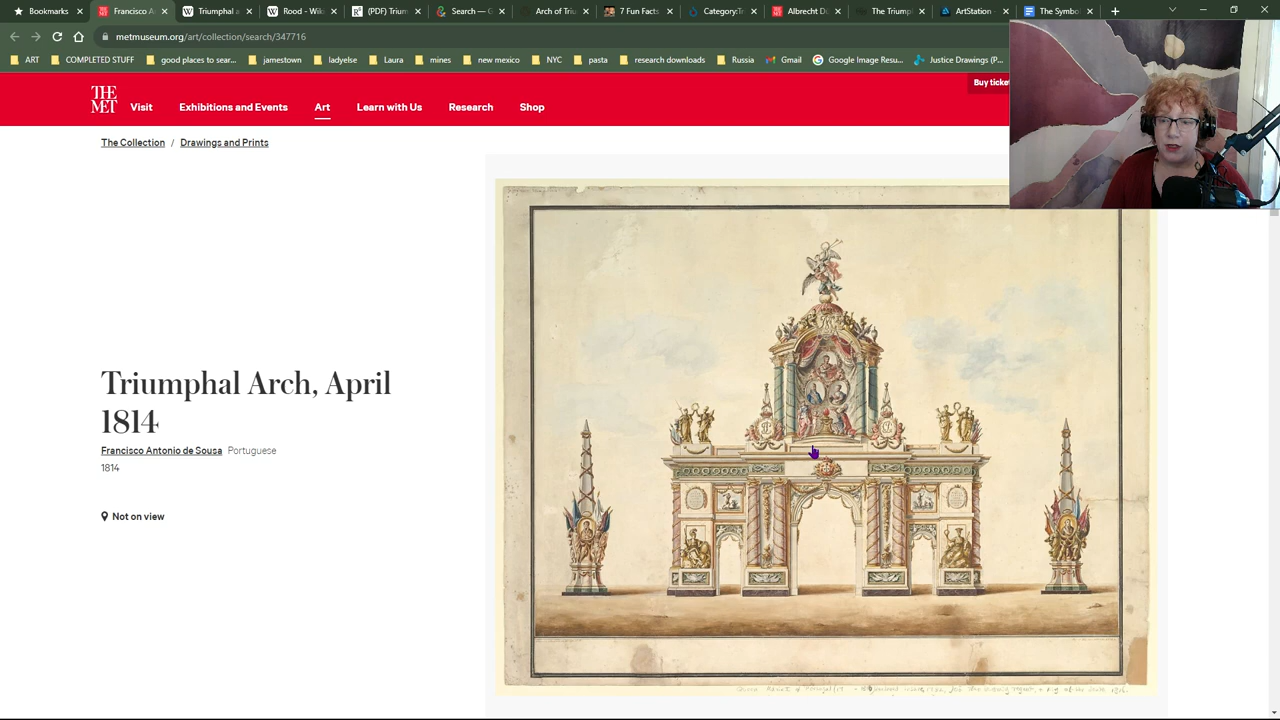 Bookmarks
Francisco A
Triumphal a
Rood - Wiki
(PDF) Trium
Search — G
Arch of Triu
7 Fun Facts
Category:Tr
Albrecht Dü
The Triump
ArtStation
The Symbo
metmuseum.org/art/collection/search/347716
ART COMPLETED STUFF good places to sear... jamestown ladyelse Laura mines new mexico NYC pasta research downloads Russia Gmail Google Image Resu... Justice Drawings (P...
THE MET
Visit Exhibitions and Events Art Learn with Us Research Shop
Buy ticke
The Collection / Drawings and Prints
Triumphal Arch, April
1814
Francisco Antonio de Sousa Portuguese
1814
Not on view